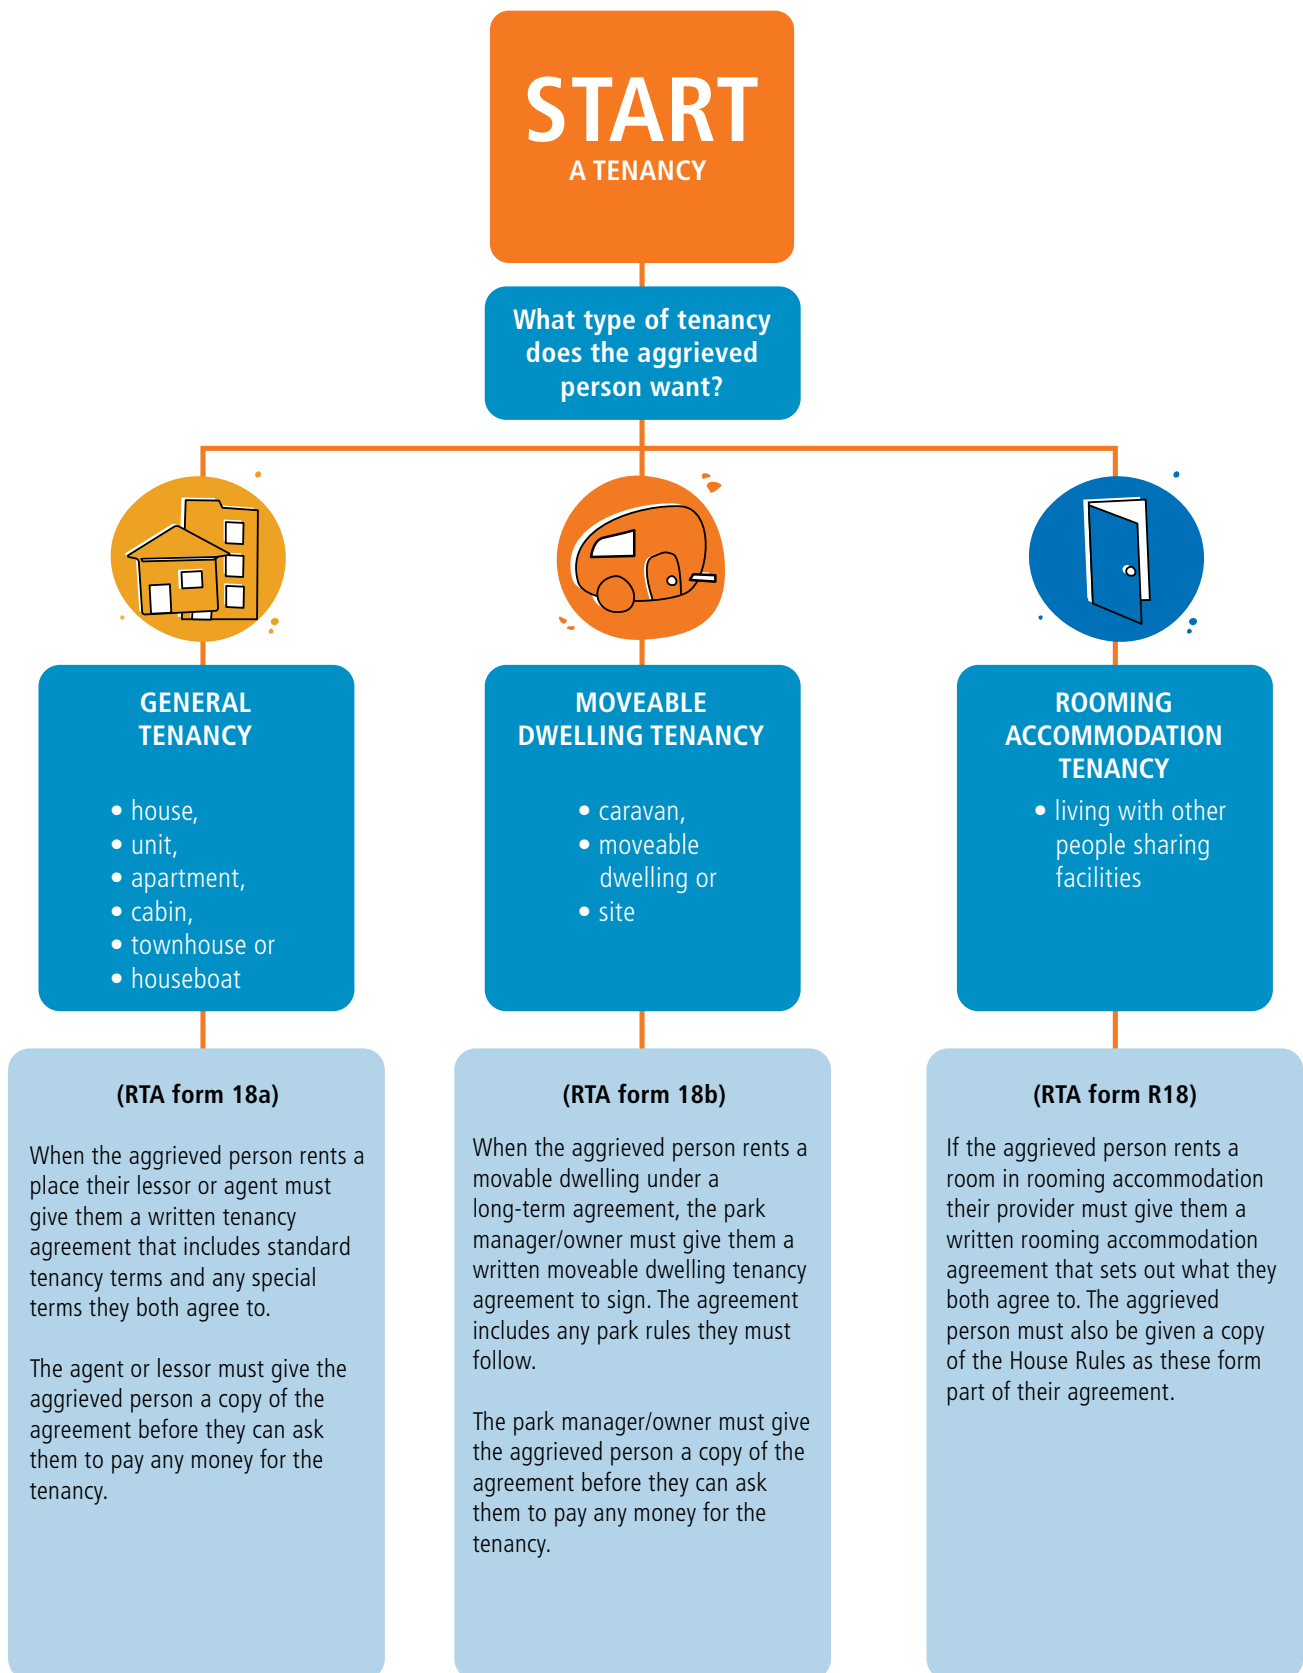 START
A TENANCY
What type of tenancy
does the aggrieved
person want?
GENERAL
TENANCY
• house,
• unit,
• apartment,
• cabin,
• townhouse or
• houseboat
MOVEABLE
DWELLING TENANCY
• caravan,
• moveable
dwelling or
• site
ROOMING
ACCOMMODATION
TENANCY
• living with other
people sharing
facilities
(RTA form 18a)
When the aggrieved person rents a
place their lessor or agent must
give them a written tenancy
agreement that includes standard
tenancy terms and any special
terms they both agree to.
The agent or lessor must give the
aggrieved person a copy of the
agreement before they can ask
them to pay any money for the
tenancy.
(RTA form 18b)
When the aggrieved person rents a
movable dwelling under a
long-term agreement, the park
manager/owner must give them a
written moveable dwelling tenancy
agreement to sign. The agreement
includes any park rules they must
follow.
The park manager/owner must give
the aggrieved person a copy of the
agreement before they can ask
them to pay any money for the
tenancy.
(RTA form R18)
If the aggrieved person rents a
room in rooming accommodation
their provider must give them a
written rooming accommodation
agreement that sets out what they
both agree to. The aggrieved
person must also be given a copy
of the House Rules as these form
part of their agreement.